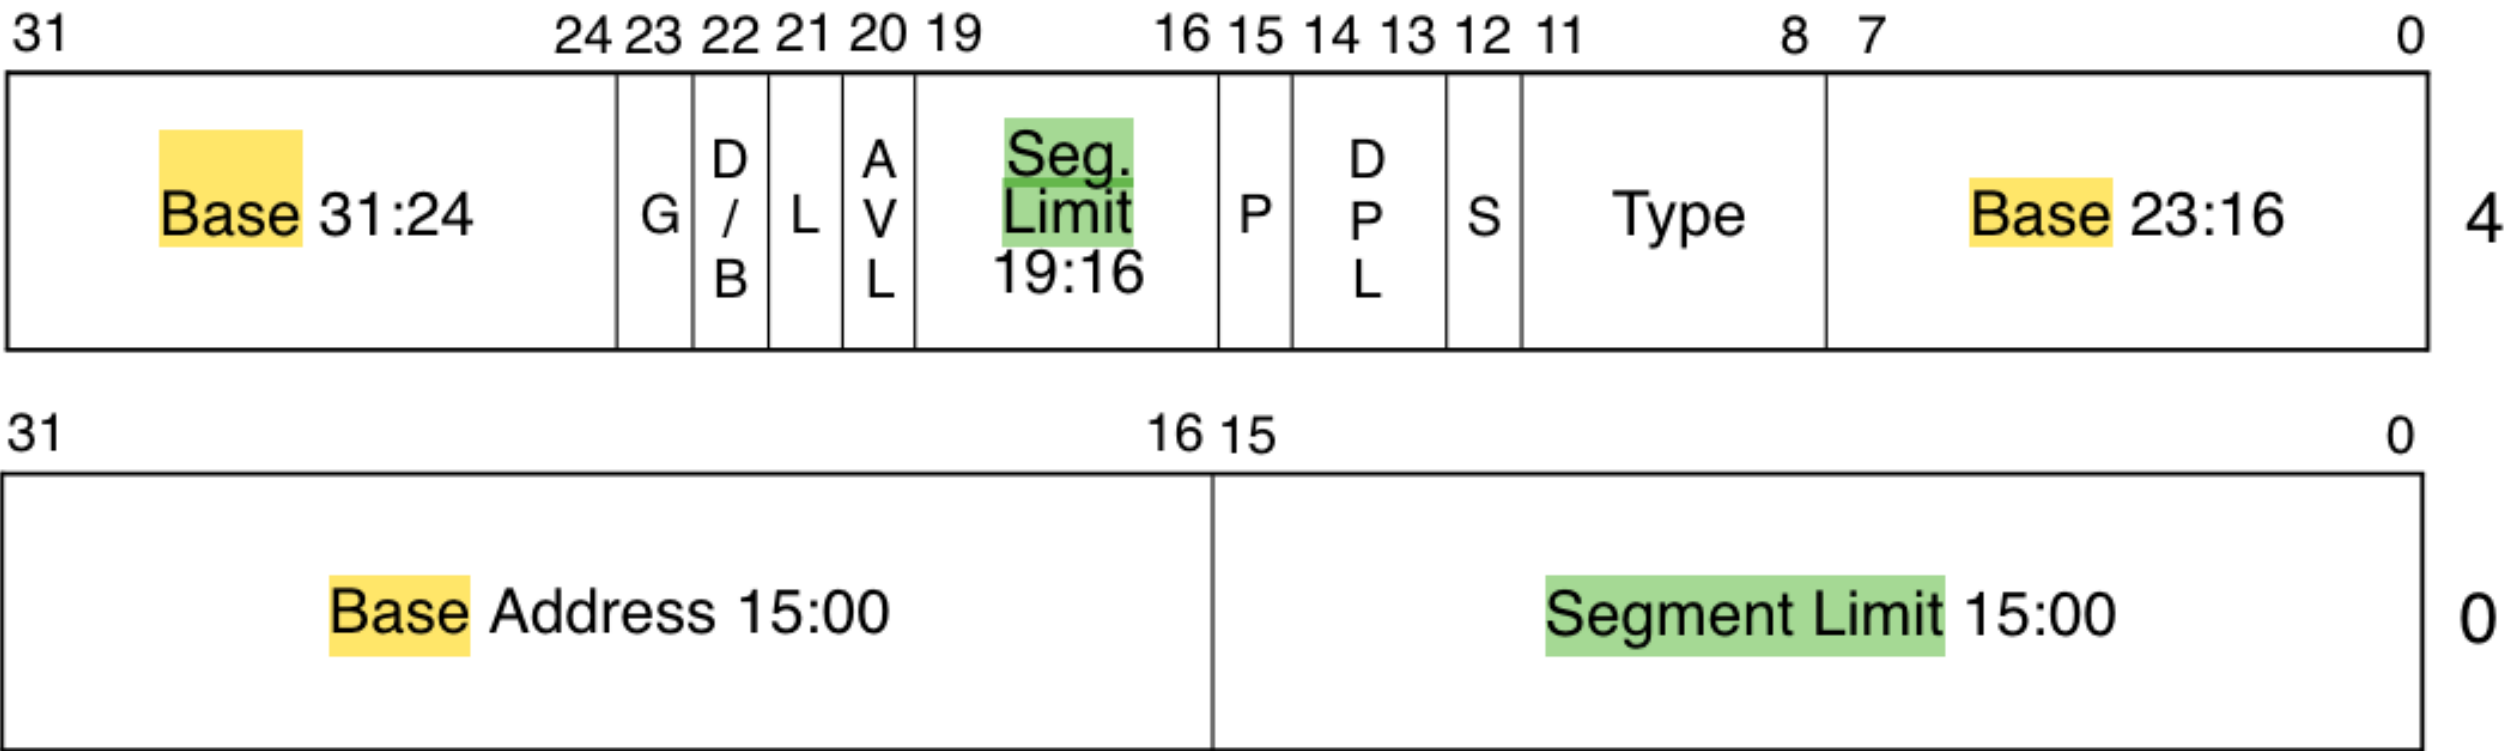 31 24 23 22 21 20 19 16 15 14 13 12 11 8 7 0
Base 31:24
G
D
/
B
L
A
V
L
Seg.
Limit
19:16
P
D
P
L
S
Type
Base 23:16
4
31 16 15 0
Base Address 15:00
Segment Limit 15:00
0